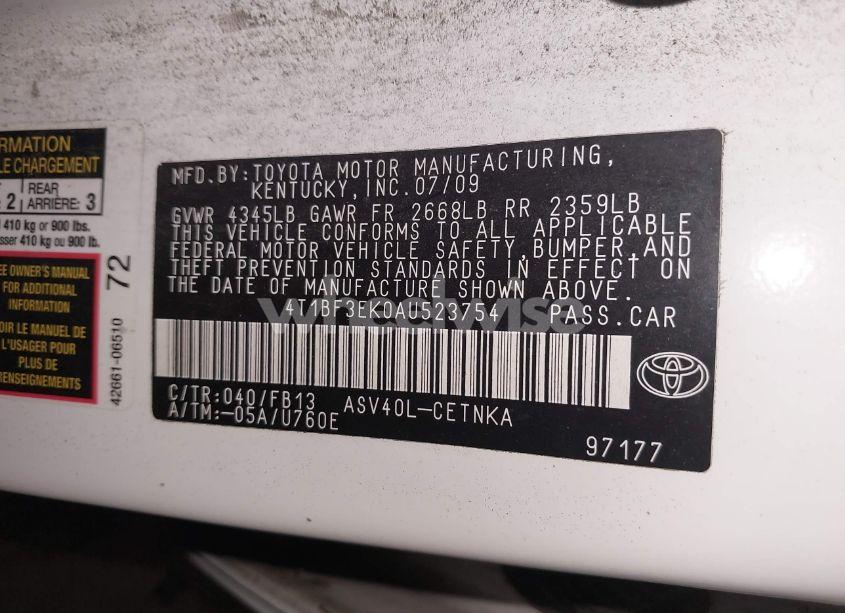 RMATION
LE CHARGEMENT
2 REAR ARRIÈRE: 3
410 kg or 900 lbs.
sser 410 kg ou 900 lb.
EE OWNER'S MANUAL
FOR ADDITIONAL
INFORMATION
OIR LE MANUEL DE
L'USAGER POUR
PLUS DE
RENSEIGNEMENTS
42661-06510
72
MFD.BY:TOYOTA MOTOR MANUFACTURING,
KENTUCKY,INC.07/09
GVWR 4345LB GAWR FR 2668LB RR 2359LB
THIS VEHICLE CONFORMS TO ALL APPLICABLE
FEDERAL MOTOR VEHICLE SAFETY,BUMPER,AND
THEFT PREVENTION STANDARDS IN EFFECT ON
THE DATE OF MANUFACTURE SHOWN ABOVE.
4T1BF3EK0AU523754 PASS.CAR
wheelwise
C/TR:040/FB13 ASV40L-CETNKA
A/TM:-05A/U760E
97177